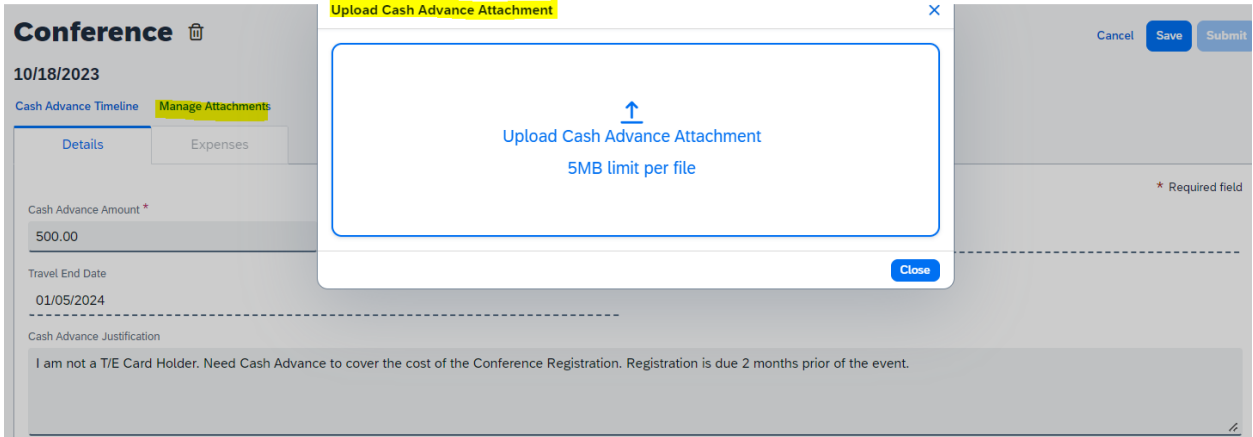 Upload Cash Advance Attachment
Conference
Cancel
Save
Submit
10/18/2023
Cash Advance Timeline
Manage Attachments
Upload Cash Advance Attachment
5MB limit per file
Details
Expenses
* Required field
Cash Advance Amount *
500.00
Close
Travel End Date
01/05/2024
Cash Advance Justification
I am not a T/E Card Holder. Need Cash Advance to cover the cost of the Conference Registration. Registration is due 2 months prior of the event.